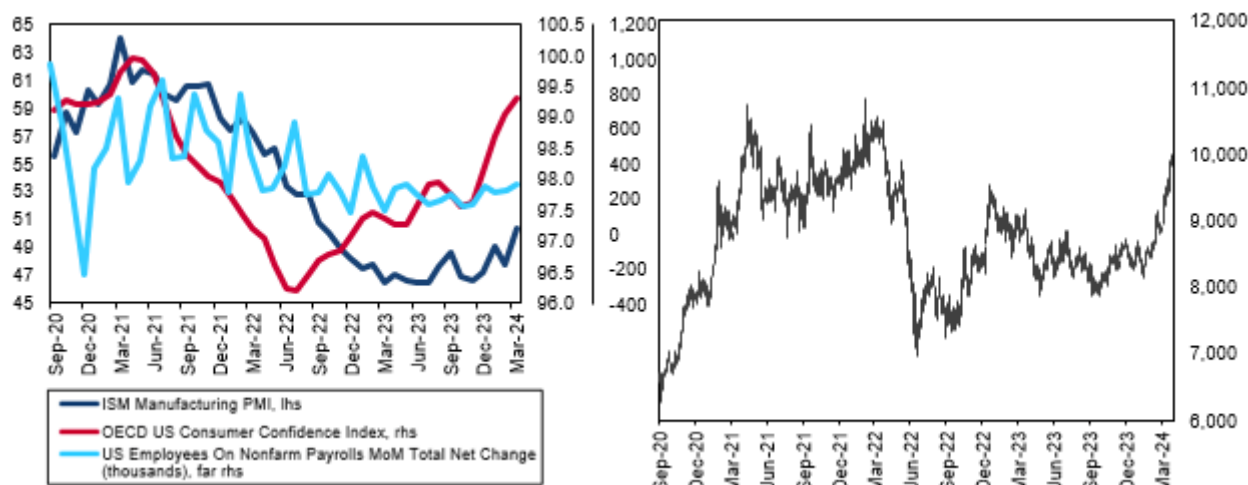 65
63
61
59
57
55
53
51
49
47
45
100.5
100.0
99.5
99.0
98.5
98.0
97.5
97.0
96.5
96.0
1,200
1,000
800
600
400
200
0
-200
-400
Sep-20
Dec-20
Mar-21
Jun-21
Sep-21
Dec-21
Mar-22
Jun-22
Sep-22
Dec-22
Mar-23
Jun-23
Sep-23
Dec-23
Mar-24
ISM Manufacturing PMI, lhs
OECD US Consumer Confidence Index, rhs
US Employees On Nonfarm Payrolls MoM Total Net Change
(thousands), far rhs
12,000
11,000
10,000
9,000
8,000
7,000
6,000
Sep-20
Dec-20
Mar-21
Jun-21
Sep-21
Dec-21
Mar-22
Jun-22
Sep-22
Dec-22
Mar-23
Jun-23
Sep-23
Dec-23
Mar-24